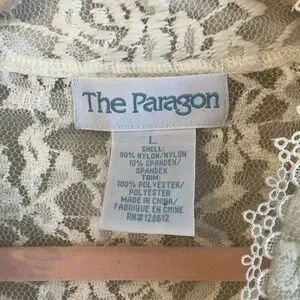 The Paragon
L
SHELL:
90% NYLON/NYLON
10% SPANDEX/
SPANDEX
TRIM:
100% POLYESTER/
POLYESTER
MADE IN CHINA/
FABRIQUE EN CHINE
RN#128612